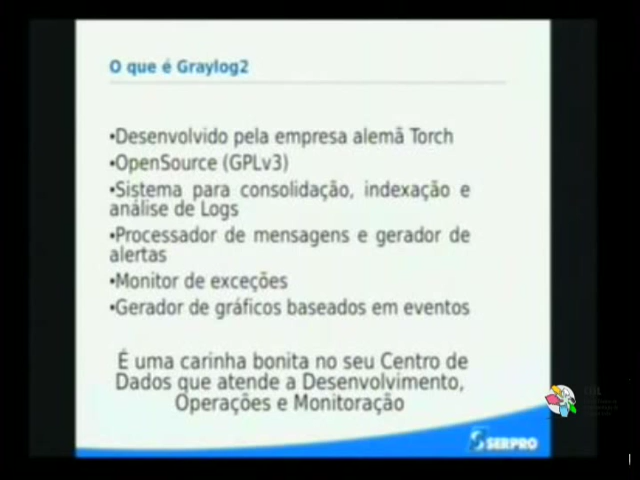 O que é Graylog2
•Desenvolvido pela empresa alemã Torch
•OpenSource (GPLv3)
•Sistema para consolidação, indexação e
análise de Logs
•Processador de mensagens e gerador de
alertas
•Monitor de exceções
•Gerador de gráficos baseados em eventos
É uma carinha bonita no seu Centro de
Dados que atende a Desenvolvimento,
Operações e Monitoração
SERPRO